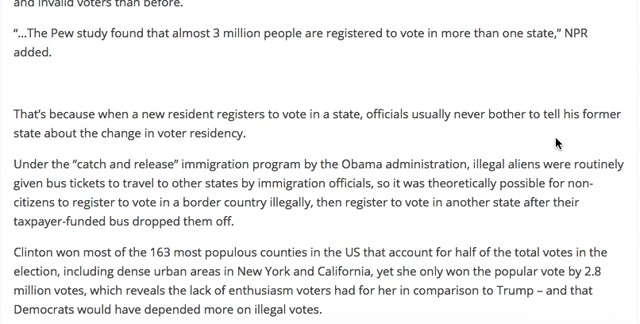 and invalid voters than before.
“...The Pew study found that almost 3 million people are registered to vote in more than one state,” NPR
added.
That’s because when a new resident registers to vote in a state, officials usually never bother to tell his former
state about the change in voter residency.
Under the “catch and release” immigration program by the Obama administration, illegal aliens were routinely
given bus tickets to travel to other states by immigration officials, so it was theoretically possible for non-
citizens to register to vote in a border country illegally, then register to vote in another state after their
taxpayer-funded bus dropped them off.
Clinton won most of the 163 most populous counties in the US that account for half of the total votes in the
election, including dense urban areas in New York and California, yet she only won the popular vote by 2.8
million votes, which reveals the lack of enthusiasm voters had for her in comparison to Trump – and that
Democrats would have depended more on illegal votes.